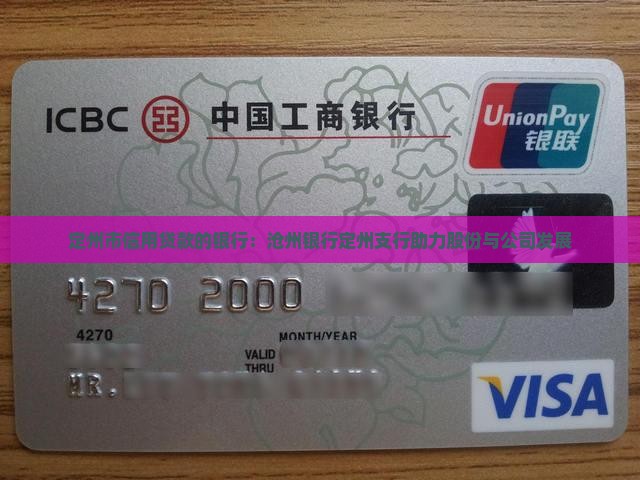 ICBC 中国工商银行
UnionPay
银联
定州市信用贷款的银行：沧州银行定州支行助力股份与公司发展
4270 2000
4270
MONTH/YEAR
VALID
THRU
MR.
VISA